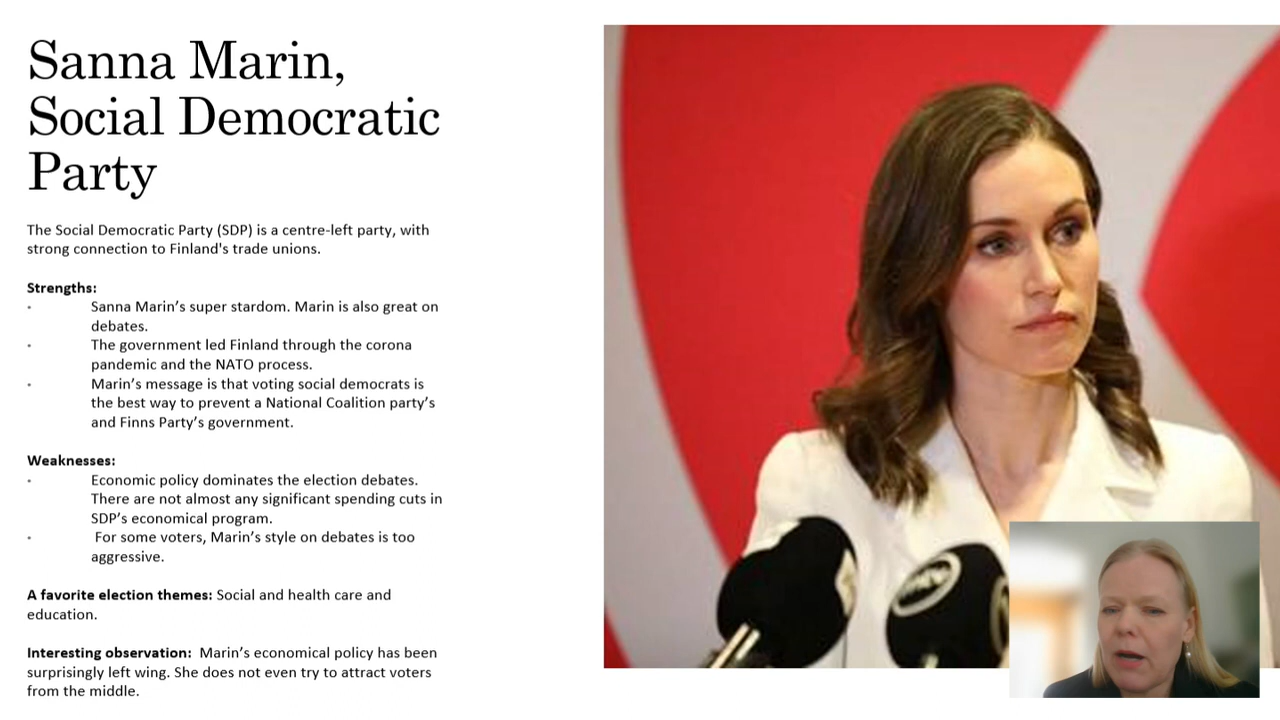 Sanna Marin,
Social Democratic
Party
The Social Democratic Party (SDP) is a centre-left party, with
strong connection to Finland's trade unions.
Strengths:
• Sanna Marin’s super stardom. Marin is also great on
debates.
• The government led Finland through the corona
pandemic and the NATO process.
• Marin’s message is that voting social democrats is
the best way to prevent a National Coalition party’s
and Finns Party’s government.
Weaknesses:
• Economic policy dominates the election debates.
There are not almost any significant spending cuts in
SDP’s economical program.
• For some voters, Marin’s style on debates is too
aggressive.
A favorite election themes: Social and health care and
education.
Interesting observation: Marin’s economical policy has been
surprisingly left wing. She does not even try to attract voters
from the middle.